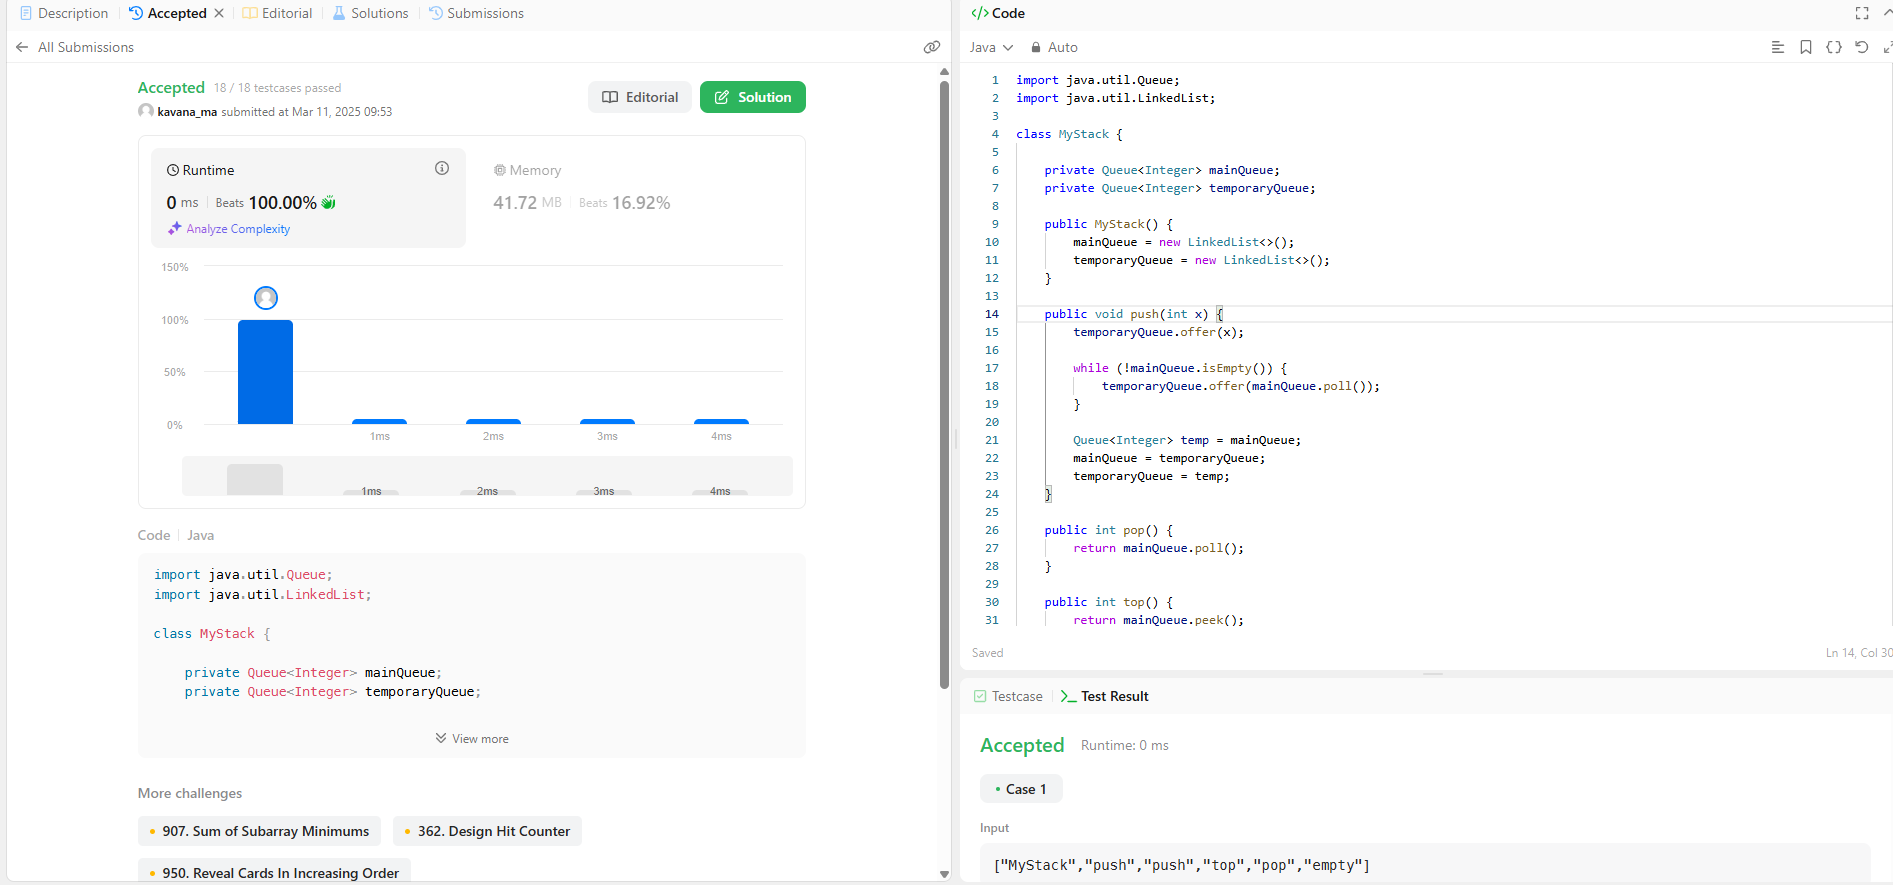 Description
Accepted
Editorial
Solutions
Submissions
All Submissions
Accepted 18 / 18 testcases passed
kavana_ma submitted at Mar 11, 2025 09:53
Editorial
Solution
Runtime
0 ms Beats 100.00%
Analyze Complexity
Memory
41.72 MB Beats 16.92%
150%
100%
50%
0%
1ms 2ms 3ms 4ms
1ms 2ms 3ms 4ms
Code Java
import java.util.Queue;
import java.util.LinkedList;
class MyStack {
private Queue<Integer> mainQueue;
private Queue<Integer> temporaryQueue;
View more
More challenges
907. Sum of Subarray Minimums
362. Design Hit Counter
950. Reveal Cards In Increasing Order
</> Code
Java Auto
1 import java.util.Queue;
2 import java.util.LinkedList;
3
4 class MyStack {
5
6 private Queue<Integer> mainQueue;
7 private Queue<Integer> temporaryQueue;
8
9 public MyStack() {
10 mainQueue = new LinkedList<>();
11 temporaryQueue = new LinkedList<>();
12 }
13
14 public void push(int x) {
15 temporaryQueue.offer(x);
16
17 while (!mainQueue.isEmpty()) {
18 temporaryQueue.offer(mainQueue.poll());
19 }
20
21 Queue<Integer> temp = mainQueue;
22 mainQueue = temporaryQueue;
23 temporaryQueue = temp;
24 }
25
26 public int pop() {
27 return mainQueue.poll();
28 }
29
30 public int top() {
31 return mainQueue.peek();
Saved
Ln 14, Col 30
Testcase
Test Result
Accepted Runtime: 0 ms
Case 1
Input
["MyStack","push","push","top","pop","empty"]